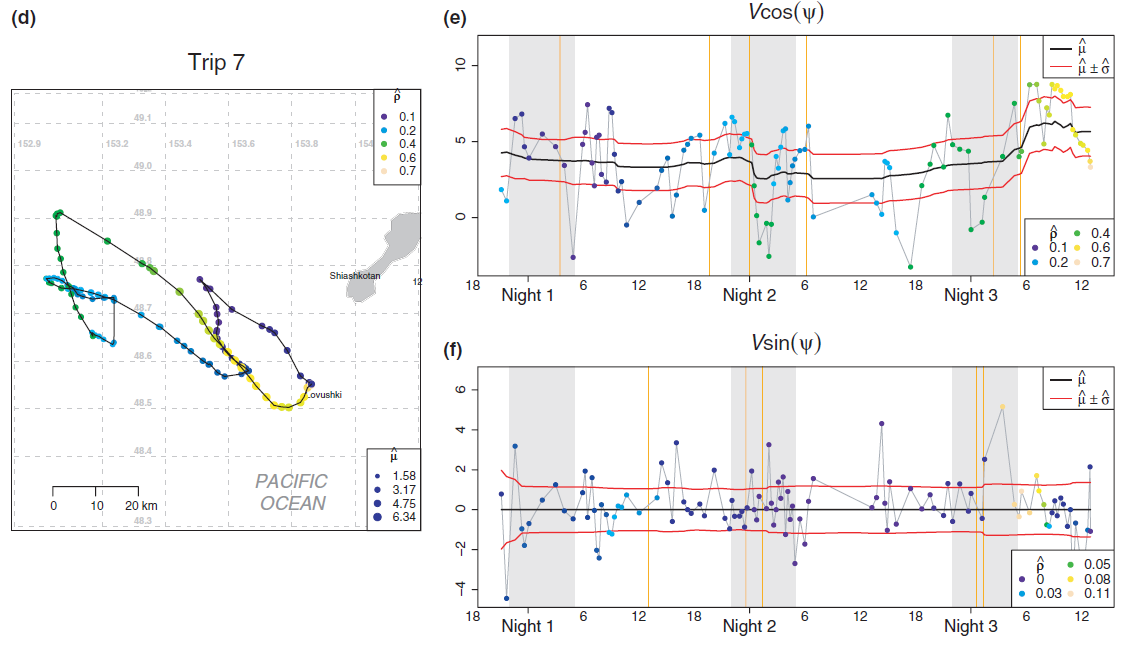 (d)
Trip 7
ρ̂
0.1
0.2
0.4
0.6
0.7
152.9 153.2 153.4 153.6 153.8 154
49.1
49.0
48.9
48.8
48.7
48.6
48.5
48.4
48.3
Shiashkotan
12
Lovushki
PACIFIC
OCEAN
0 10 20 km
μ̂
1.58
3.17
4.75
6.34
(e)
Vcos(ψ)
μ̂
μ̂ ± σ̂
10
5
0
ρ̂
0.1
0.2
0.4
0.6
0.7
18 Night 1 6 12 18 Night 2 6 12 18 Night 3 6 12
(f)
Vsin(ψ)
μ̂
μ̂ ± σ̂
6
4
2
0
−2
−4
ρ̂
0
0.03
0.05
0.08
0.11
18 Night 1 6 12 18 Night 2 6 12 18 Night 3 6 12